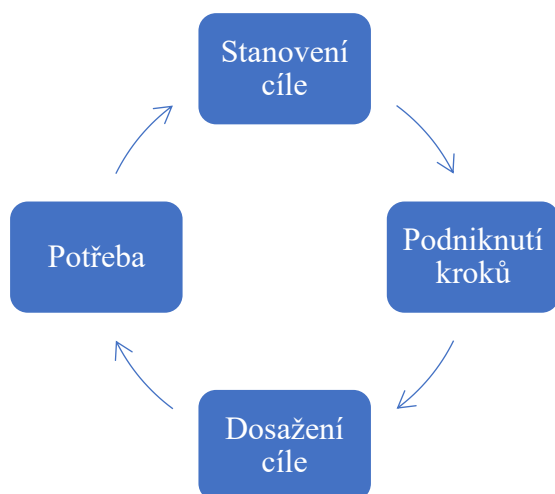 Stanovení
cíle
Potřeba
Podniknutí
kroků
Dosažení
cíle